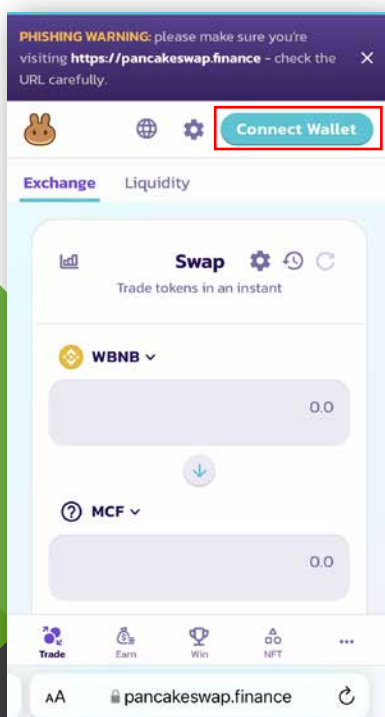 PHISHING WARNING: please make sure you're
visiting https://pancakeswap.finance - check the
URL carefully.
Connect Wallet
Exchange Liquidity
Swap
Trade tokens in an instant
WBNB
0.0
MCF
0.0
Trade Earn Win NFT
AA pancakeswap.finance